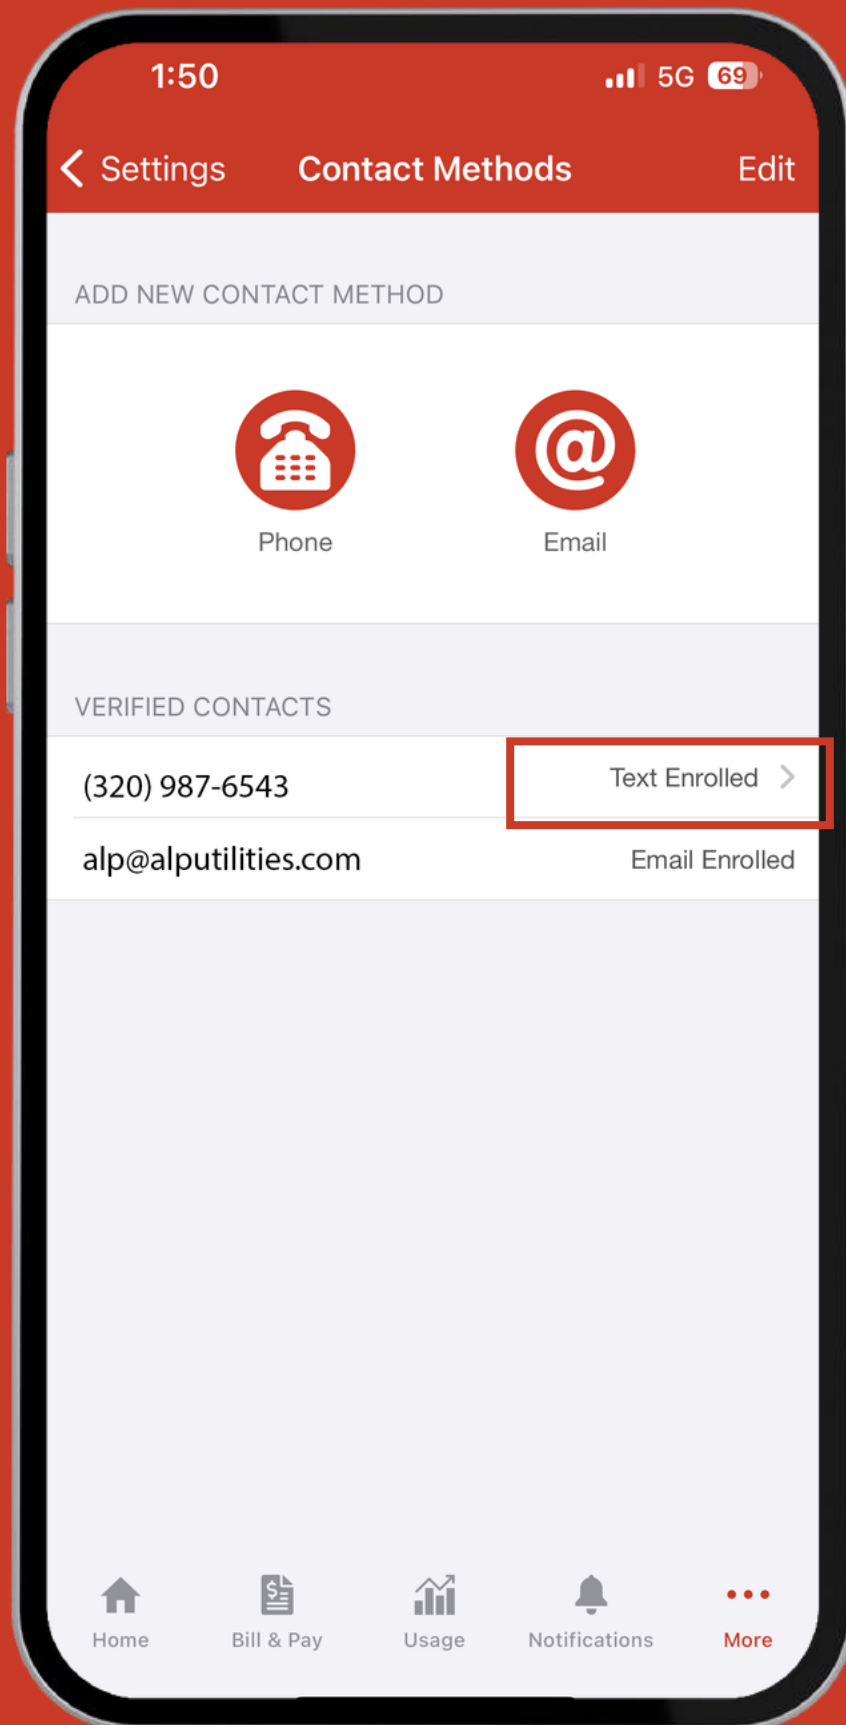 1:50 5G 69
Settings Contact Methods Edit
ADD NEW CONTACT METHOD
@
Phone Email
VERIFIED CONTACTS
(320) 987-6543 Text Enrolled
alp@alputilities.com Email Enrolled
$
Home Bill & Pay Usage Notifications More